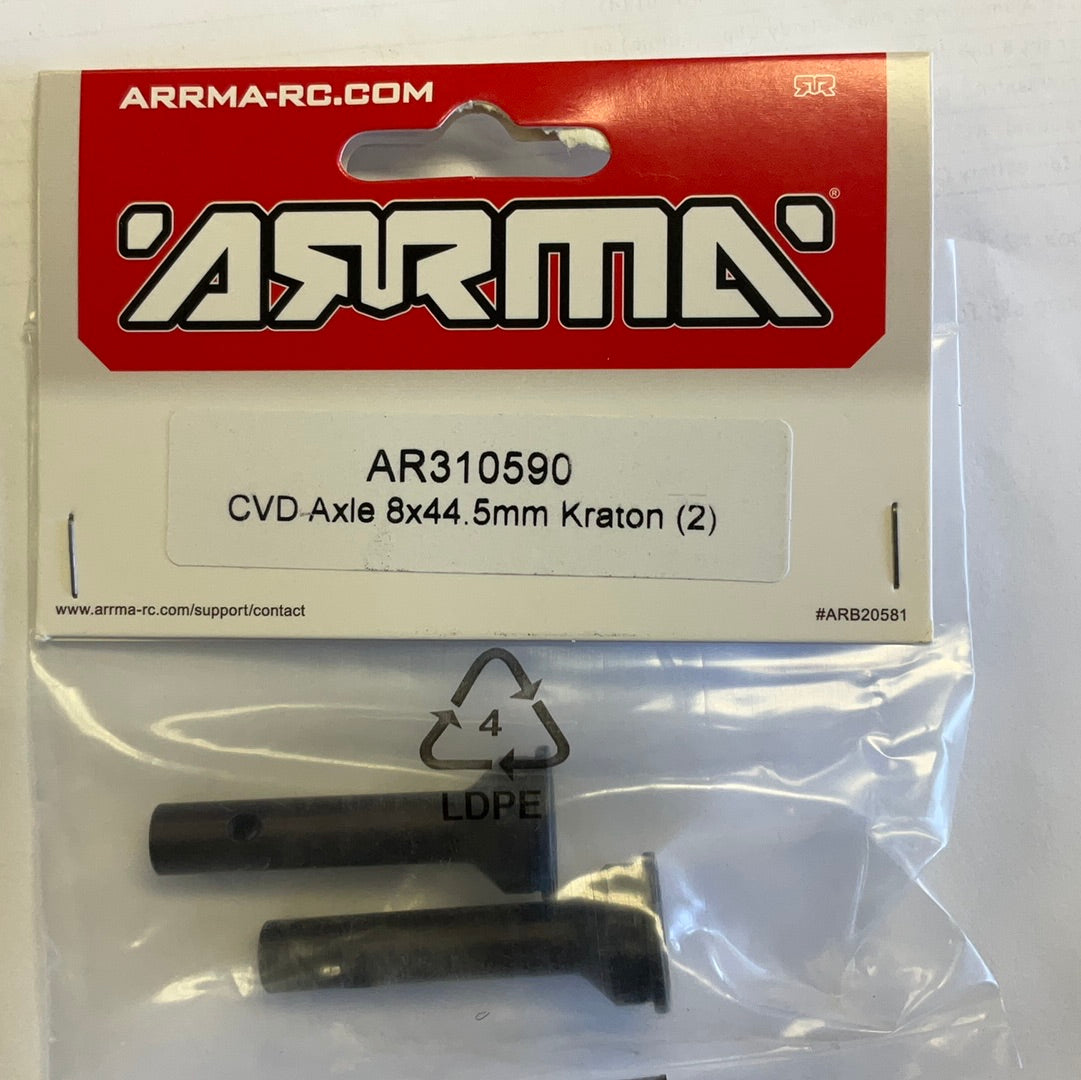 ARRMA-RC.COM
ARRMA®
AR310590
CVD Axle 8x44.5mm Kraton (2)
www.arrma-rc.com/support/contact
#ARB20581
4
LDPE